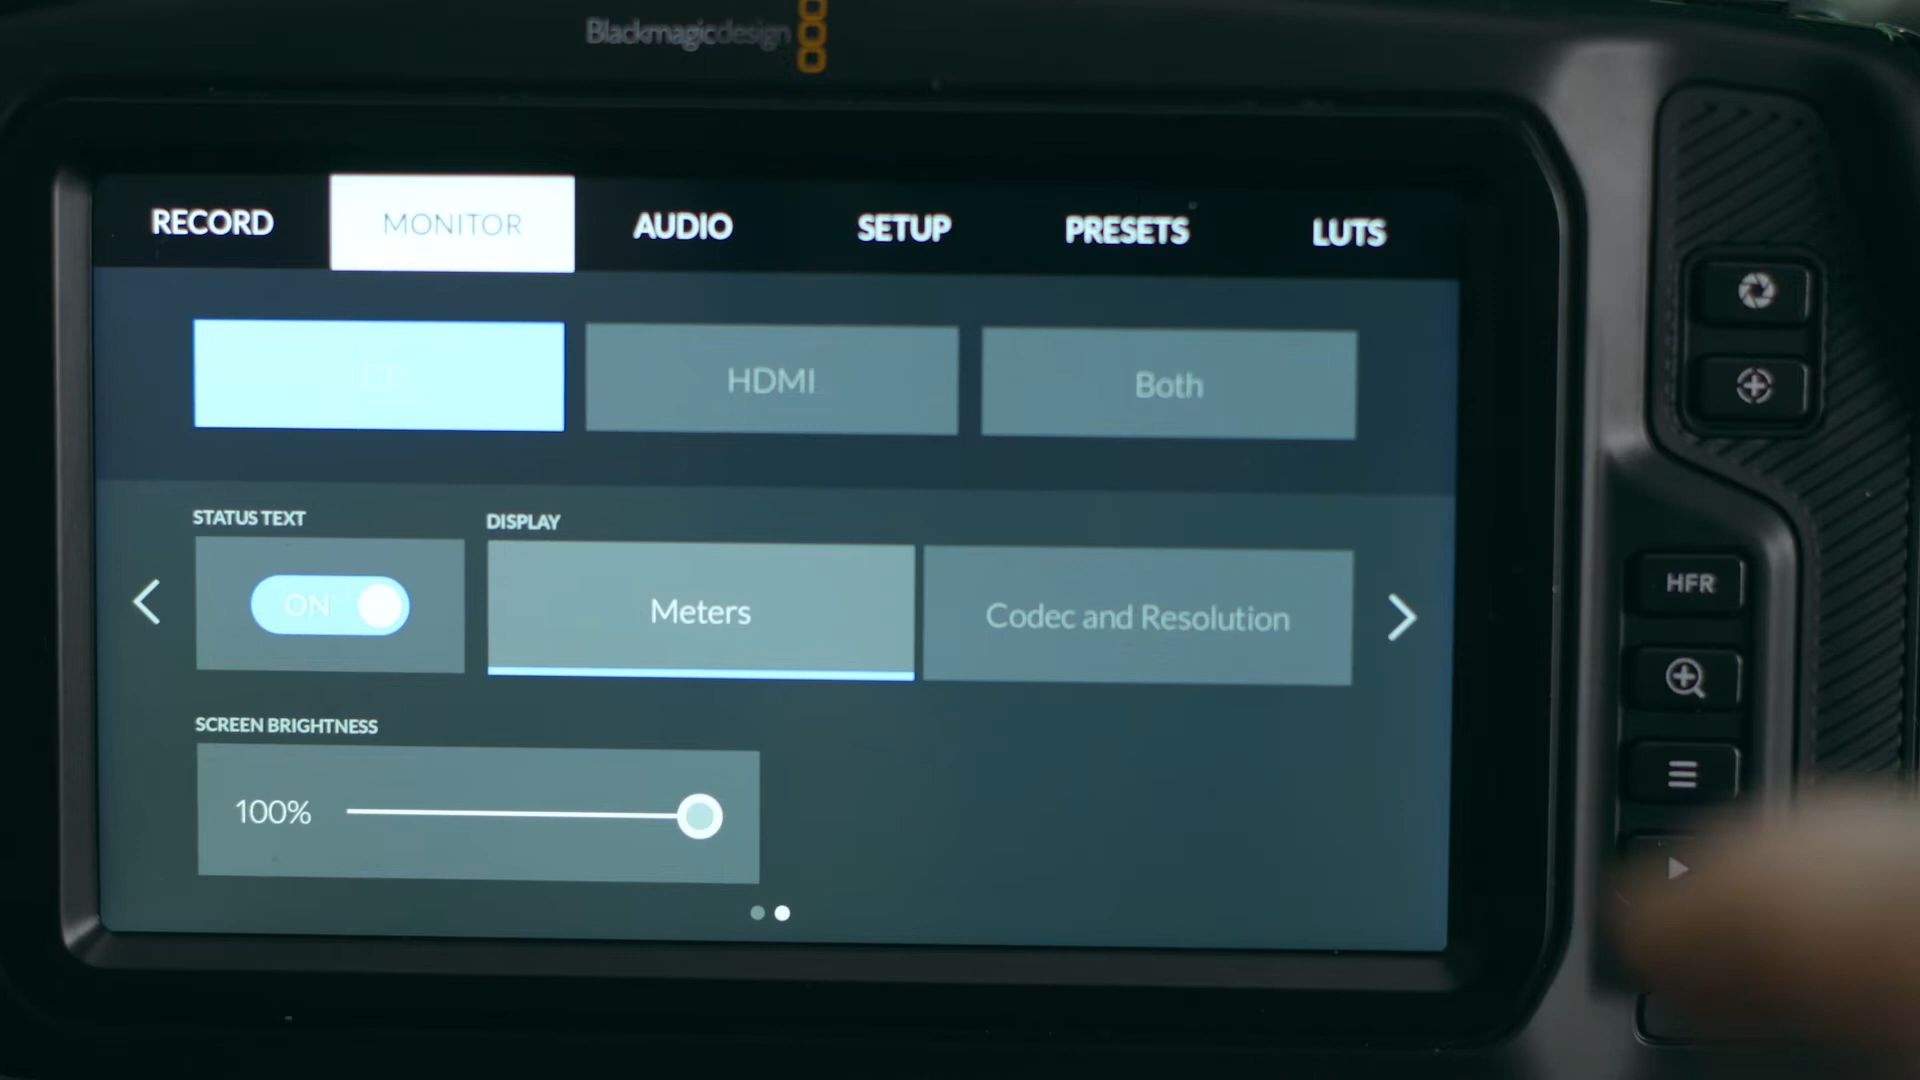 Blackmagicdesign
RECORD MONITOR AUDIO SETUP PRESETS LUTS
LCD HDMI Both
STATUS TEXT DISPLAY
ON Meters Codec and Resolution
HFR
SCREEN BRIGHTNESS
100%